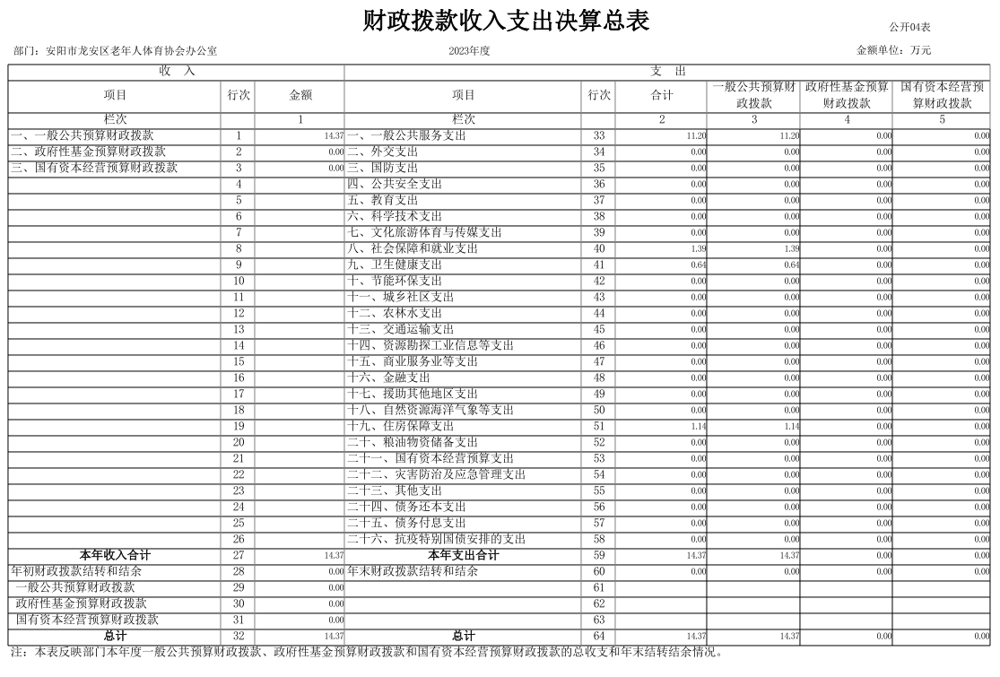 财政拨款收入支出决算总表
公开04表
部门：安阳市龙安区老年人体育协会办公室 2023年度 金额单位：万元
收 入 支 出
项目 行次 金额 项目 行次 合计 一般公共预算财政拨款 政府性基金预算财政拨款 国有资本经营预算财政拨款
栏次 1 栏次 2 3 4 5
一、一般公共预算财政拨款 1 14.37 一、一般公共服务支出 33 11.20 11.20 0.00 0.00
二、政府性基金预算财政拨款 2 0.00 二、外交支出 34 0.00 0.00 0.00 0.00
三、国有资本经营预算财政拨款 3 0.00 三、国防支出 35 0.00 0.00 0.00 0.00
4 四、公共安全支出 36 0.00 0.00 0.00 0.00
5 五、教育支出 37 0.00 0.00 0.00 0.00
6 六、科学技术支出 38 0.00 0.00 0.00 0.00
7 七、文化旅游体育与传媒支出 39 0.00 0.00 0.00 0.00
8 八、社会保障和就业支出 40 1.39 1.39 0.00 0.00
9 九、卫生健康支出 41 0.64 0.64 0.00 0.00
10 十、节能环保支出 42 0.00 0.00 0.00 0.00
11 十一、城乡社区支出 43 0.00 0.00 0.00 0.00
12 十二、农林水支出 44 0.00 0.00 0.00 0.00
13 十三、交通运输支出 45 0.00 0.00 0.00 0.00
14 十四、资源勘探工业信息等支出 46 0.00 0.00 0.00 0.00
15 十五、商业服务业等支出 47 0.00 0.00 0.00 0.00
16 十六、金融支出 48 0.00 0.00 0.00 0.00
17 十七、援助其他地区支出 49 0.00 0.00 0.00 0.00
18 十八、自然资源海洋气象等支出 50 0.00 0.00 0.00 0.00
19 十九、住房保障支出 51 1.14 1.14 0.00 0.00
20 二十、粮油物资储备支出 52 0.00 0.00 0.00 0.00
21 二十一、国有资本经营预算支出 53 0.00 0.00 0.00 0.00
22 二十二、灾害防治及应急管理支出 54 0.00 0.00 0.00 0.00
23 二十三、其他支出 55 0.00 0.00 0.00 0.00
24 二十四、债务还本支出 56 0.00 0.00 0.00 0.00
25 二十五、债务付息支出 57 0.00 0.00 0.00 0.00
26 二十六、抗疫特别国债安排的支出 58 0.00 0.00 0.00 0.00
本年收入合计 27 14.37 本年支出合计 59 14.37 14.37 0.00 0.00
年初财政拨款结转和结余 28 0.00 年末财政拨款结转和结余 60 0.00 0.00 0.00 0.00
一般公共预算财政拨款 29 0.00 61
政府性基金预算财政拨款 30 0.00 62
国有资本经营预算财政拨款 31 0.00 63
总计 32 14.37 总计 64 14.37 14.37 0.00 0.00
注：本表反映部门本年度一般公共预算财政拨款、政府性基金预算财政拨款和国有资本经营预算财政拨款的总收支和年末结转结余情况。